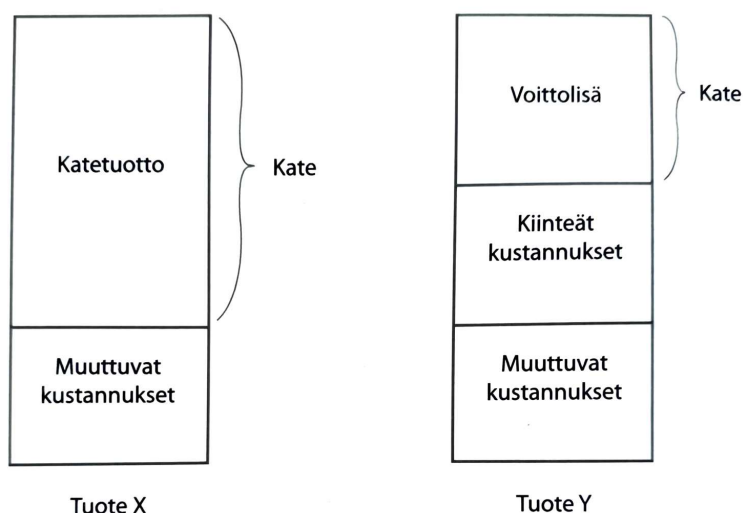 Katetuotto
Kate
Muuttuvat
kustannukset
Tuote X
Voittolisä
Kate
Kiinteät
kustannukset
Muuttuvat
kustannukset
Tuote Y